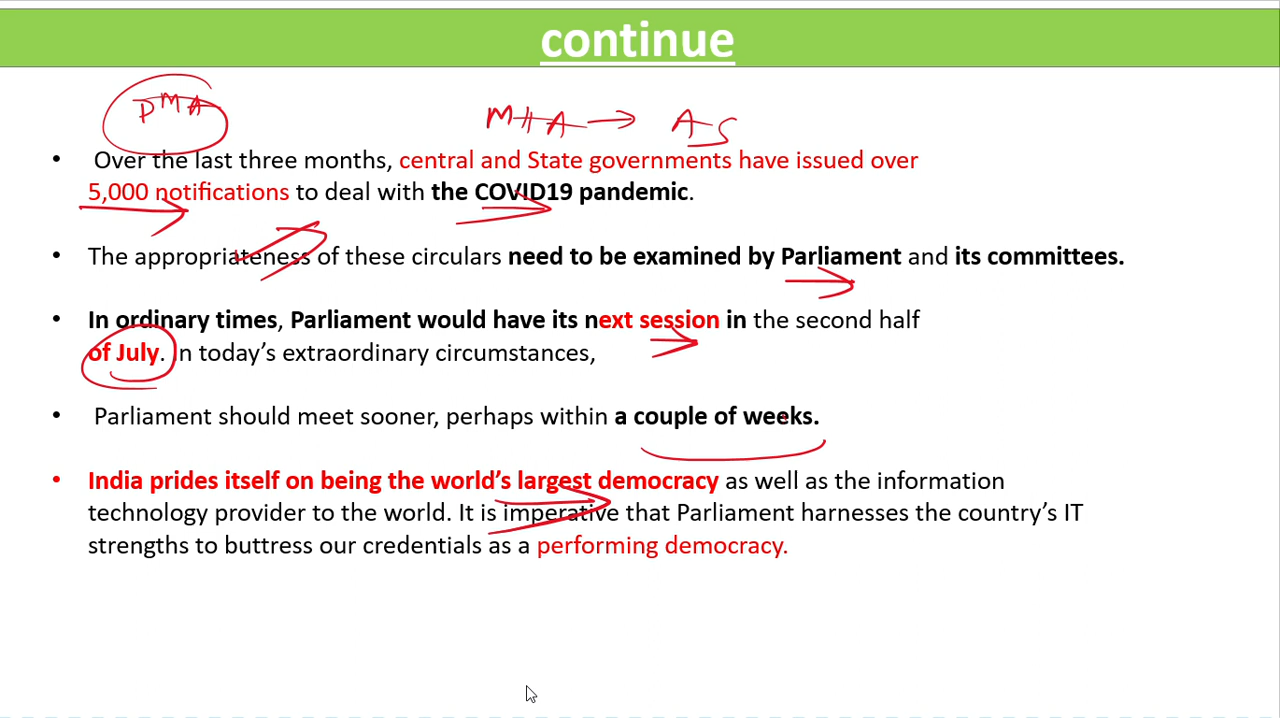 continue
DMA
MHA → AS
• Over the last three months, central and State governments have issued over
5,000 notifications to deal with the COVID19 pandemic.
• The appropriateness of these circulars need to be examined by Parliament and its committees.
• In ordinary times, Parliament would have its next session in the second half
of July. In today's extraordinary circumstances,
• Parliament should meet sooner, perhaps within a couple of weeks.
• India prides itself on being the world's largest democracy as well as the information
technology provider to the world. It is imperative that Parliament harnesses the country's IT
strengths to buttress our credentials as a performing democracy.